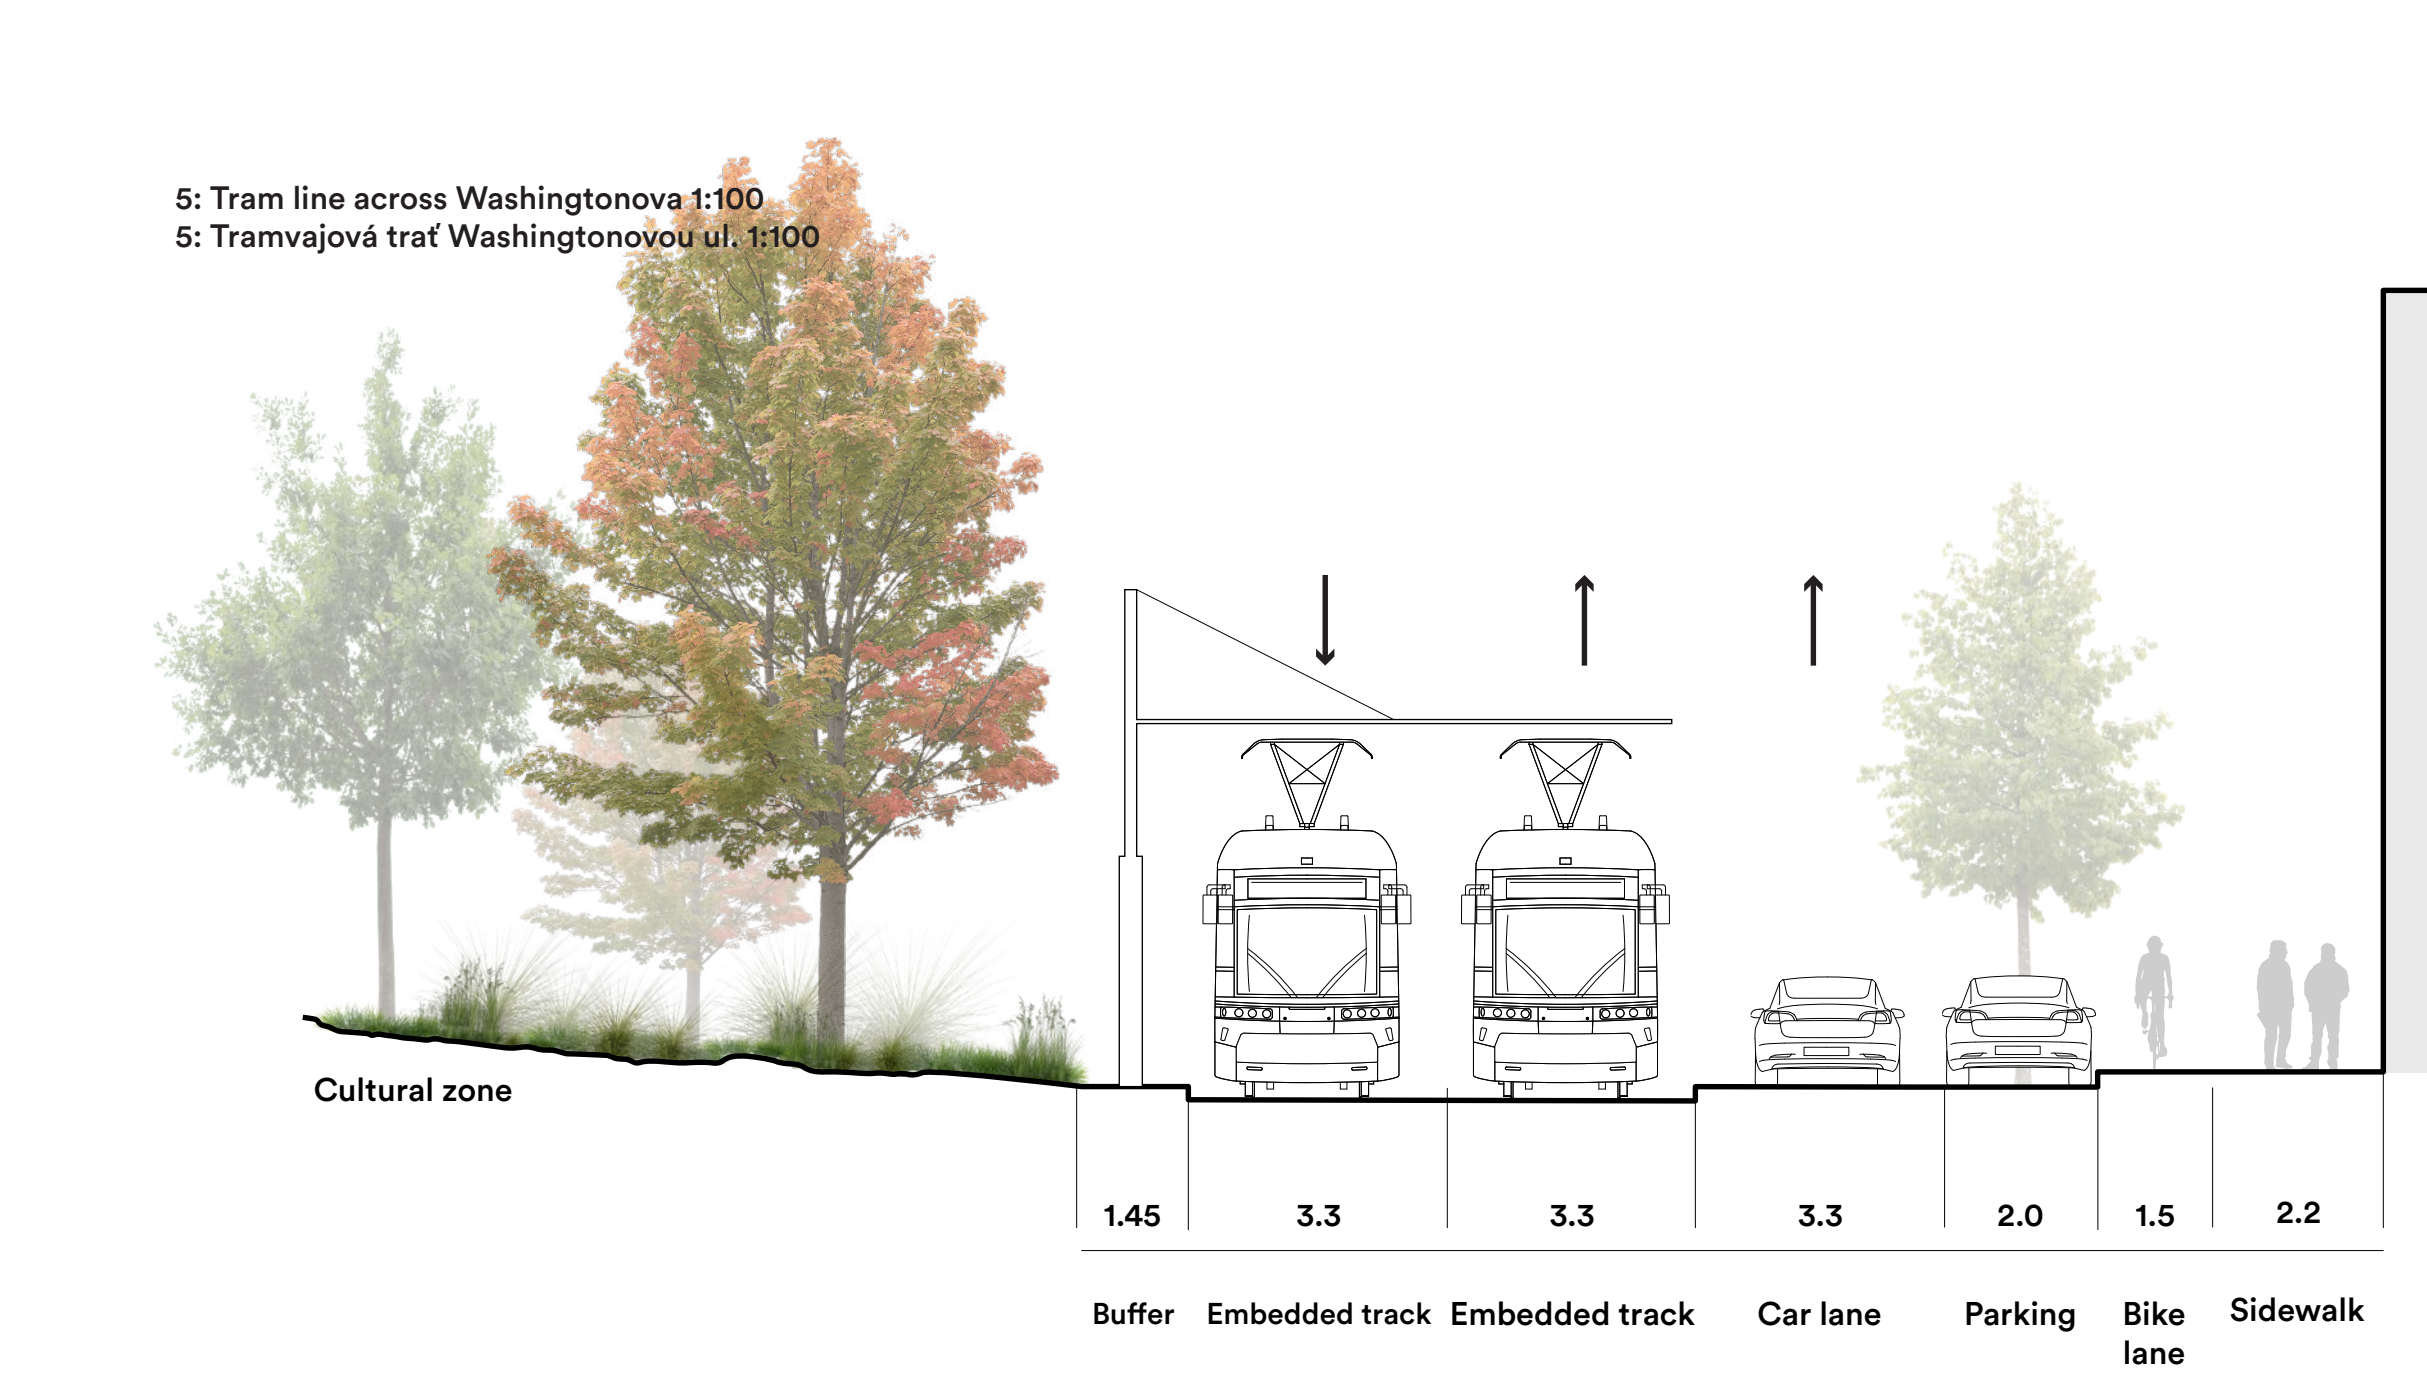 5: Tram line across Washingtonova 1:100
5: Tramvajová trať Washingtonovou ul. 1:100
Cultural zone
1.45 3.3 3.3 3.3 2.0 1.5 2.2
Buffer Embedded track Embedded track Car lane Parking Bike lane Sidewalk